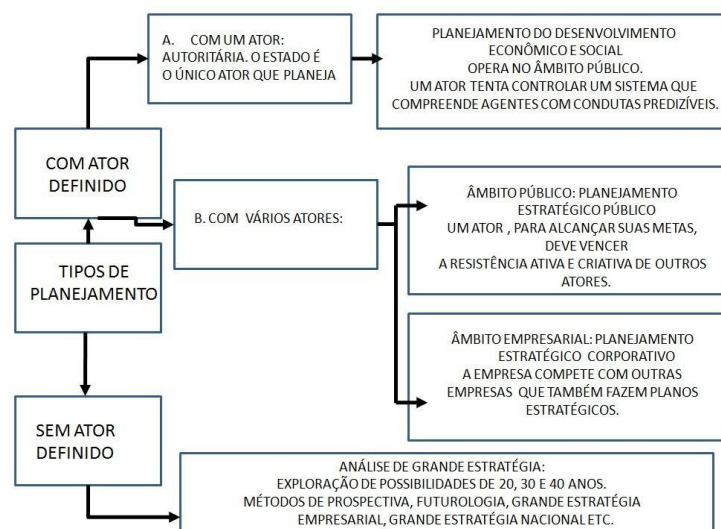 A. COM UM ATOR:
AUTORITÁRIA. O ESTADO É
O ÚNICO ATOR QUE PLANEJA
PLANEJAMENTO DO DESENVOLVIMENTO
ECONÔMICO E SOCIAL
OPERA NO ÂMBITO PÚBLICO.
UM ATOR TENTA CONTROLAR UM SISTEMA QUE
COMPREENDE AGENTES COM CONDUTAS PREDIZÍVEIS.
COM ATOR
DEFINIDO
B. COM VÁRIOS ATORES:
ÂMBITO PÚBLICO: PLANEJAMENTO
ESTRATÉGICO PÚBLICO
UM ATOR , PARA ALCANÇAR SUAS METAS,
DEVE VENCER
A RESISTÊNCIA ATIVA E CRIATIVA DE OUTROS
ATORES.
TIPOS DE
PLANEJAMENTO
ÂMBITO EMPRESARIAL: PLANEJAMENTO
ESTRATÉGICO CORPORATIVO
A EMPRESA COMPETE COM OUTRAS
EMPRESAS QUE TAMBÉM FAZEM PLANOS
ESTRATÉGICOS.
SEM ATOR
DEFINIDO
ANÁLISE DE GRANDE ESTRATÉGIA:
EXPLORAÇÃO DE POSSIBILIDADES DE 20, 30 E 40 ANOS.
MÉTODOS DE PROSPECTIVA, FUTUROLOGIA, GRANDE ESTRATÉGIA
EMPRESARIAL, GRANDE ESTRATÉGIA NACIONAL ETC.